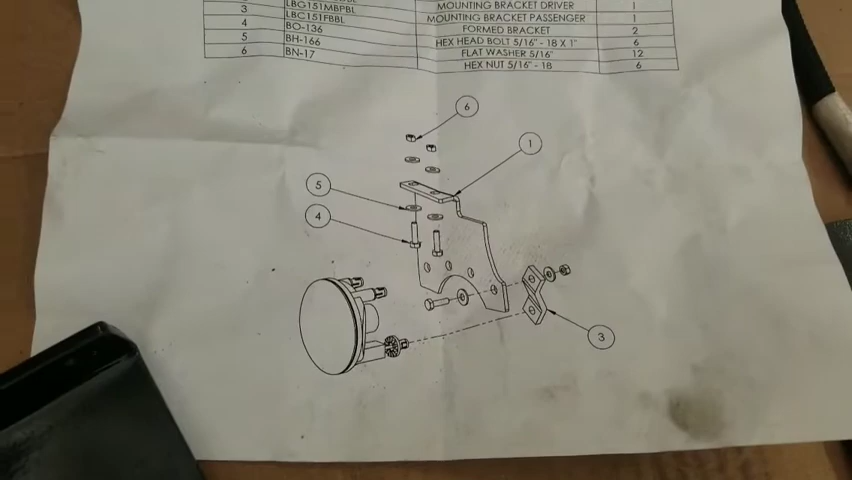 MOUNTING BRACKET DRIVER 1
3 LBG151MBPBL MOUNTING BRACKET PASSENGER 1
4 LBC151FBBL FORMED BRACKET 2
5 BO-136 HEX HEAD BOLT 5/16" - 18 X 1" 6
6 BH-166 FLAT WASHER 5/16" 12
BN-17 HEX NUT 5/16" - 18 6
6
1
5
4
3